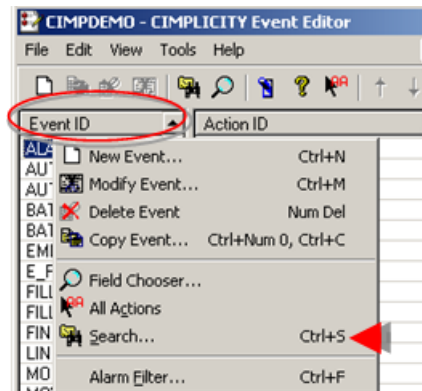 CIMPDEMO - CIMPLICITY Event Editor
File Edit View Tools Help
Event ID Action ID
ALA
AUT
AUT
BAT
BAT
EMI
E_F
FILL
FILL
FIN
LIN
MO
New Event... Ctrl+N
Modify Event... Ctrl+M
Delete Event Num Del
Copy Event... Ctrl+Num 0, Ctrl+C
Field Chooser...
All Actions
Search... Ctrl+S
Alarm Filter... Ctrl+F